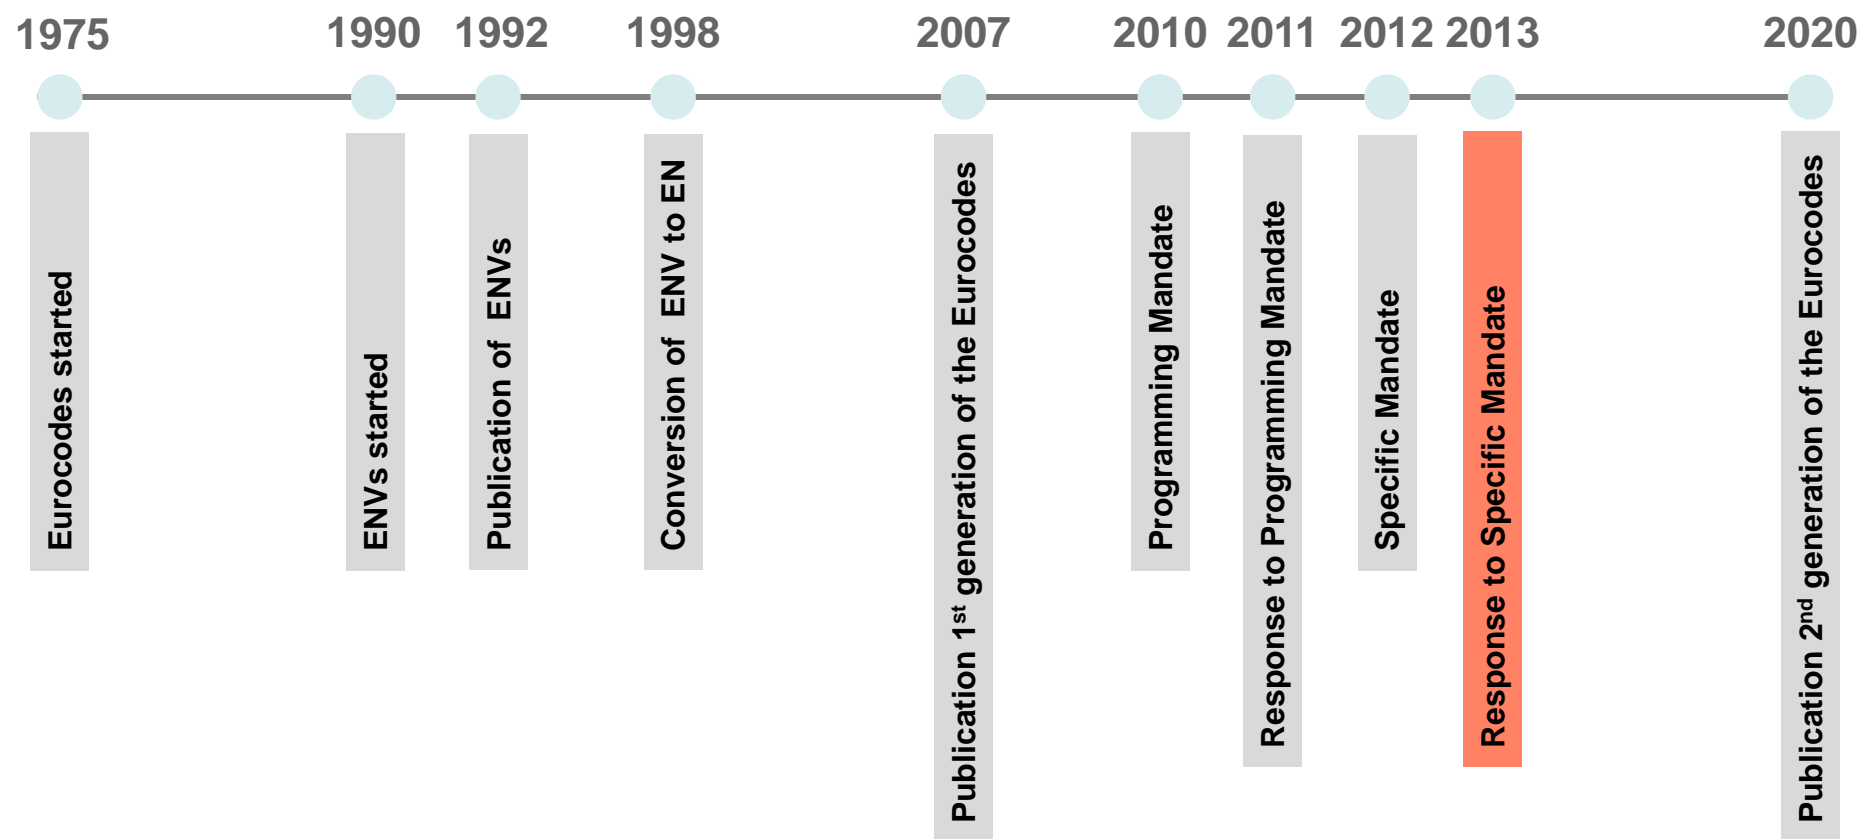 1975
1990
1992
1998
2007
2010
2011
2012
2013
2020
Eurocodes started
ENVs started
Publication of ENVs
Conversion of ENV to EN
Publication 1st generation of the Eurocodes
Programming Mandate
Response to Programming Mandate
Specific Mandate
Response to Specific Mandate
Publication 2nd generation of the Eurocodes